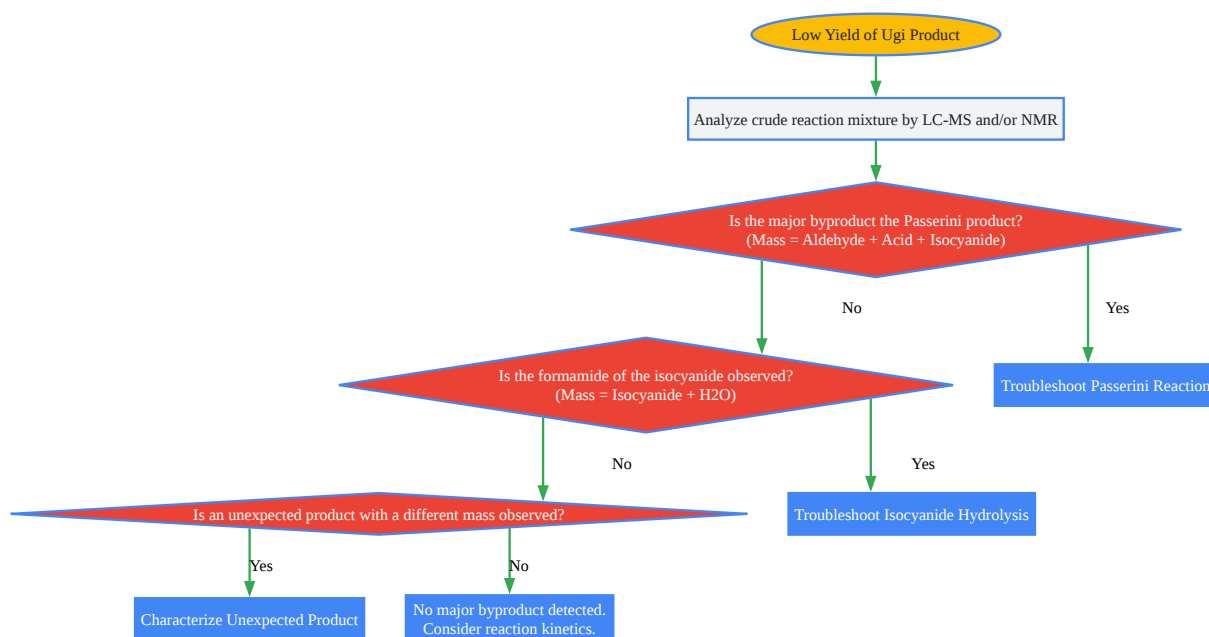 Low Yield of Ugi Product
Analyze crude reaction mixture by LC-MS and/or NMR
Is the major byproduct the Passerini product?
(Mass = Aldehyde + Acid + Isocyanide)
No
Yes
Is the formamide of the isocyanide observed?
(Mass = Isocyanide + H2O)
Troubleshoot Passerini Reaction
No
Yes
Is an unexpected product with a different mass observed?
Troubleshoot Isocyanide Hydrolysis
Yes
No
Characterize Unexpected Product
No major byproduct detected.
Consider reaction kinetics.